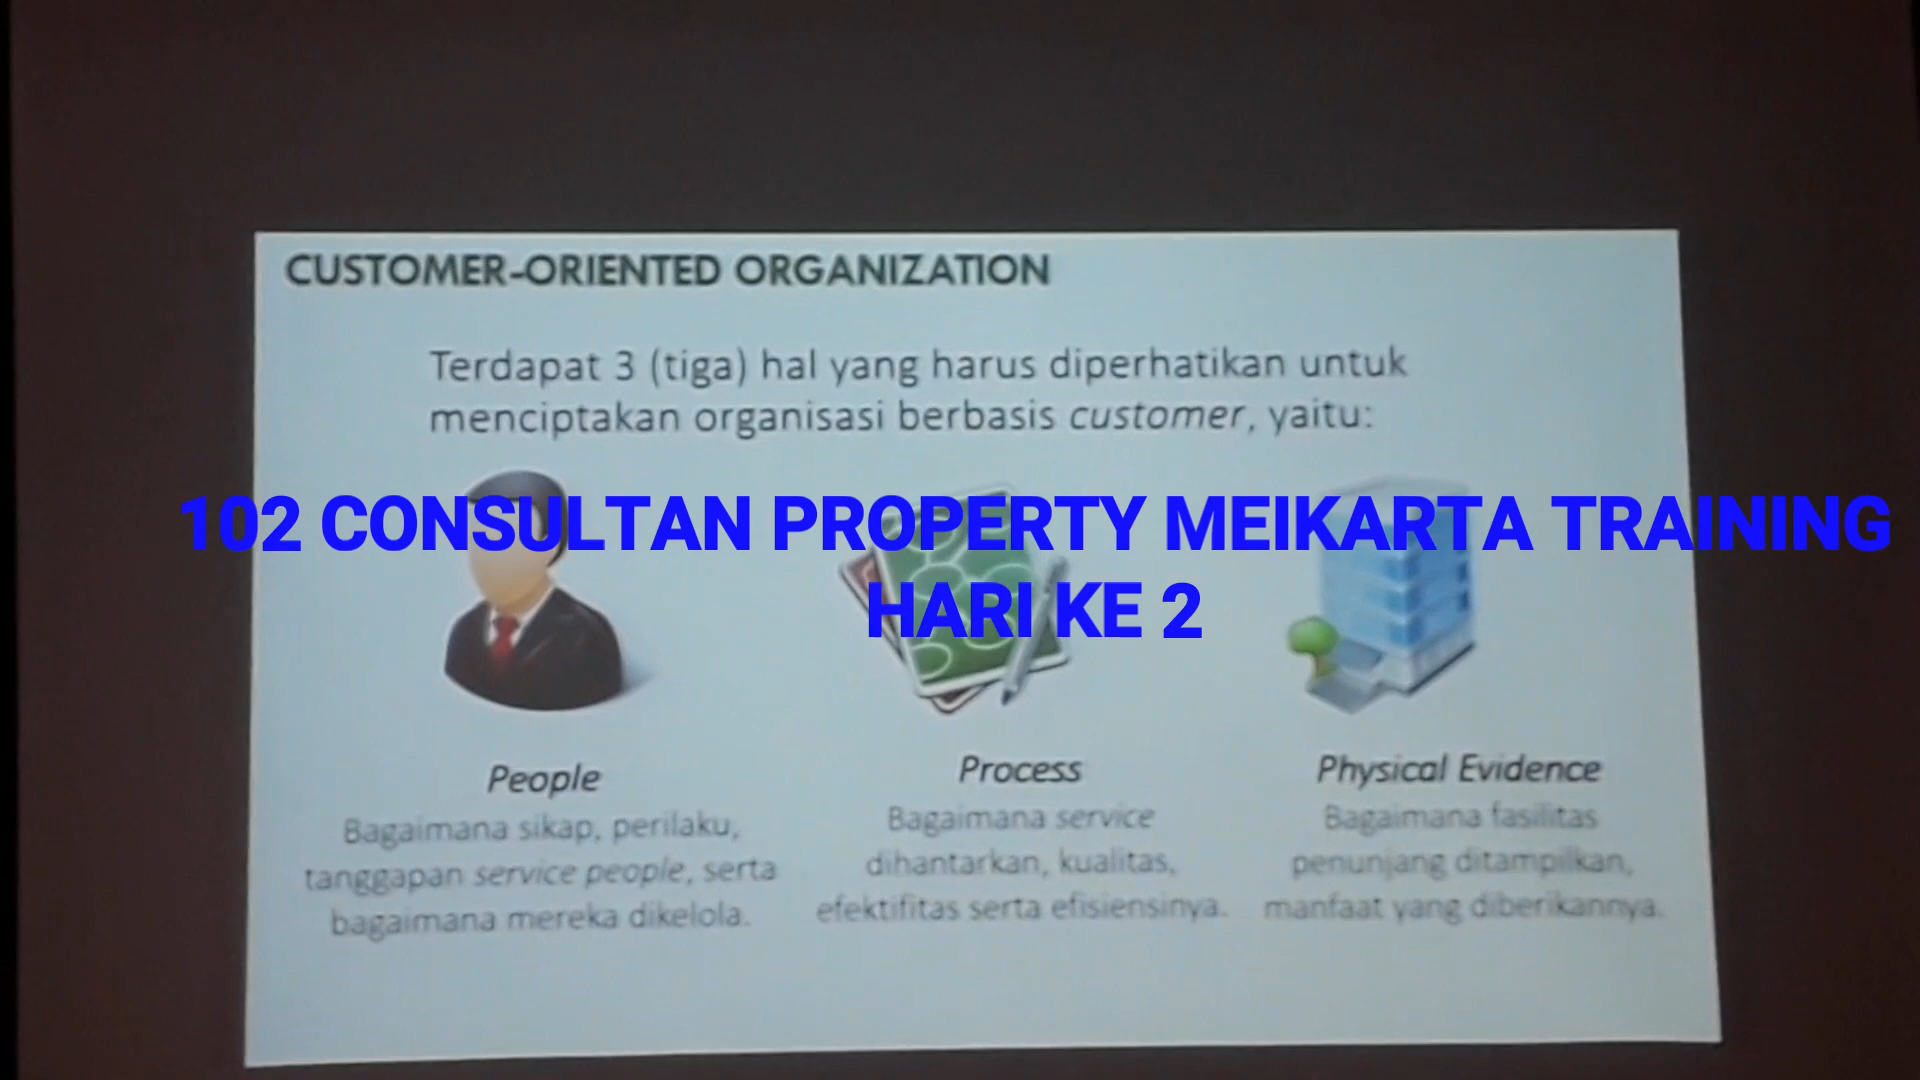 CUSTOMER-ORIENTED ORGANIZATION
Terdapat 3 (tiga) hal yang harus diperhatikan untuk
menciptakan organisasi berbasis customer, yaitu:
102 CONSULTAN PROPERTY MEIKARTA TRAINING
HARI KE 2
People
Bagaimana sikap, perilaku,
tanggapan service people, serta
bagaimana mereka dikelola.
Process
Bagaimana service
dihantarkan, kualitas,
efektifitas serta efisiensinya.
Physical Evidence
Bagaimana fasilitas
penunjang ditampilkan,
manfaat yang diberikannya.